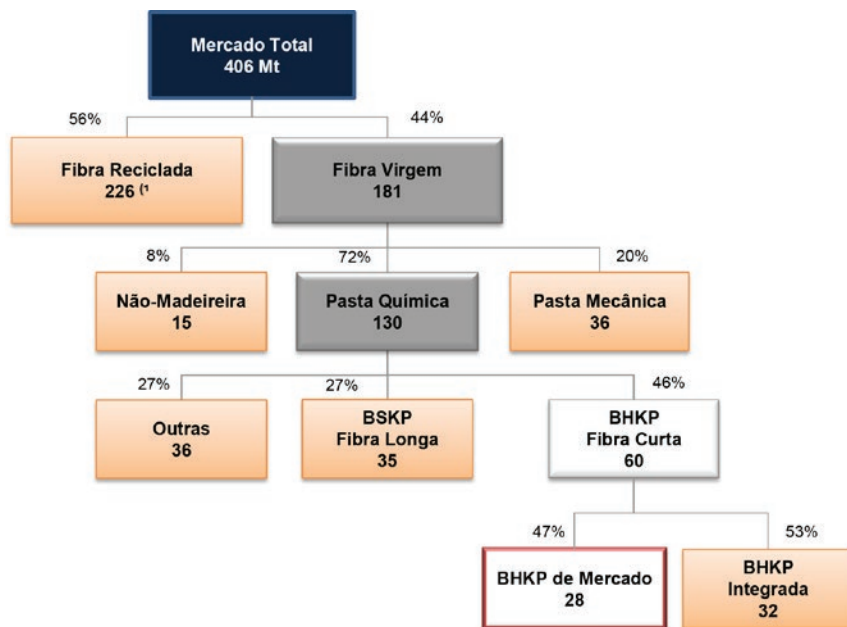 Mercado Total
406 Mt
56%
44%
Fibra Reciclada
226 (¹
Fibra Virgem
181
8%
72%
20%
Não-Madeireira
15
Pasta Química
130
Pasta Mecânica
36
27%
27%
46%
Outras
36
BSKP
Fibra Longa
35
BHKP
Fibra Curta
60
47%
53%
BHKP de Mercado
28
BHKP
Integrada
32